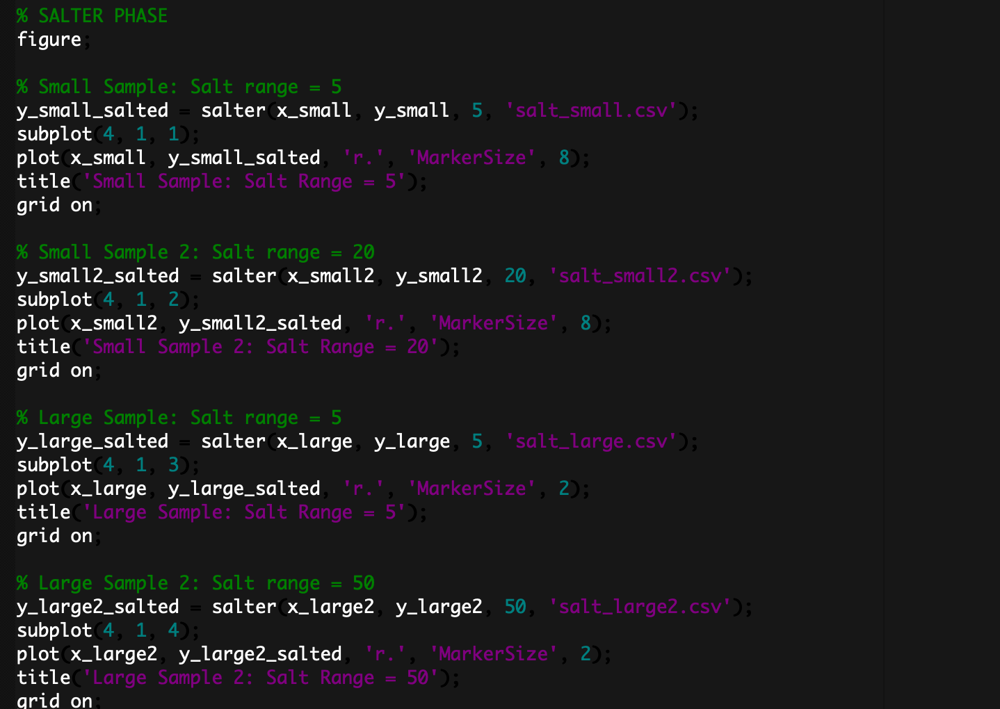 % SALTER PHASE
figure;
% Small Sample: Salt range = 5
y_small_salted = salter(x_small, y_small, 5, 'salt_small.csv');
subplot(4, 1, 1);
plot(x_small, y_small_salted, 'r.', 'MarkerSize', 8);
title('Small Sample: Salt Range = 5');
grid on;
% Small Sample 2: Salt range = 20
y_small2_salted = salter(x_small2, y_small2, 20, 'salt_small2.csv');
subplot(4, 1, 2);
plot(x_small2, y_small2_salted, 'r.', 'MarkerSize', 8);
title('Small Sample 2: Salt Range = 20');
grid on;
% Large Sample: Salt range = 5
y_large_salted = salter(x_large, y_large, 5, 'salt_large.csv');
subplot(4, 1, 3);
plot(x_large, y_large_salted, 'r.', 'MarkerSize', 2);
title('Large Sample: Salt Range = 5');
grid on;
% Large Sample 2: Salt range = 50
y_large2_salted = salter(x_large2, y_large2, 50, 'salt_large2.csv');
subplot(4, 1, 4);
plot(x_large2, y_large2_salted, 'r.', 'MarkerSize', 2);
title('Large Sample 2: Salt Range = 50');
grid on;